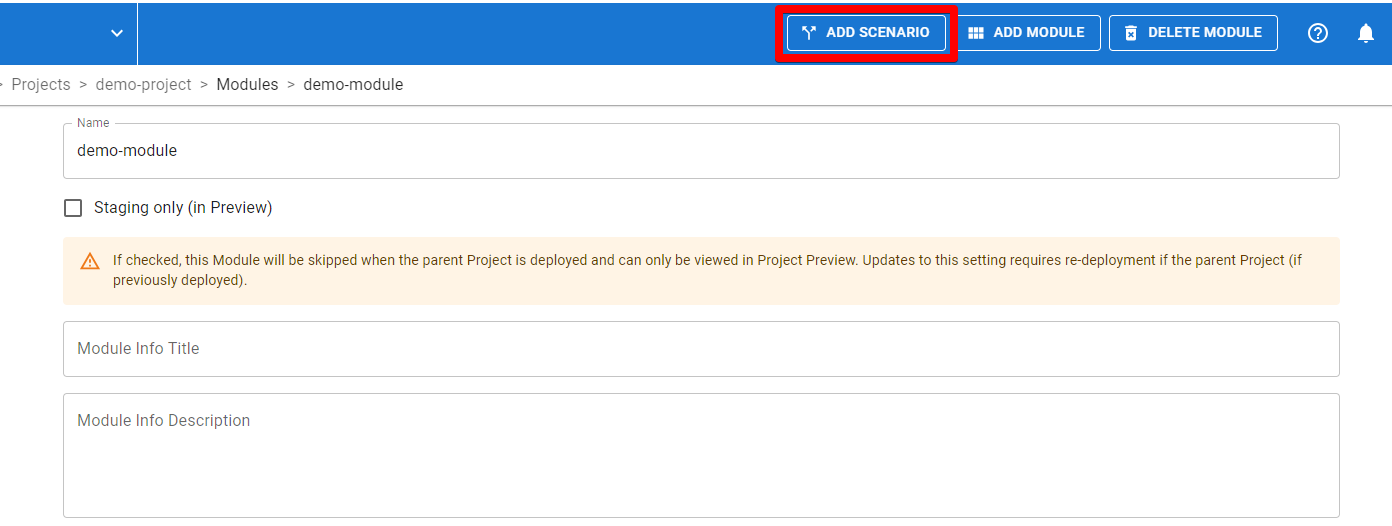 ADD SCENARIO ADD MODULE DELETE MODULE
> Projects > demo-project > Modules > demo-module
Name
demo-module
Staging only (in Preview)
If checked, this Module will be skipped when the parent Project is deployed and can only be viewed in Project Preview. Updates to this setting requires re-deployment if the parent Project (if
previously deployed).
Module Info Title
Module Info Description